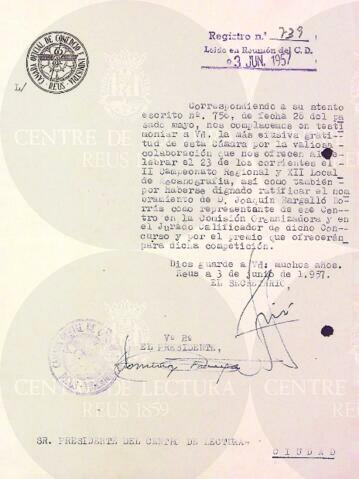 CAMARA OFICIAL DE COMERCIO E INDUSTRIA
REUS
Registro n.º 739
Leído en Reunión del C. D.
3 JUN. 1957
L/
Correspondiendo a su atento
escrito nº. 750, de fecha 28 del pa
sado mayo, nos complacemos en testi
moniar a Vd. la más efusiva grati-
tud de esta Cámara por la valiosa
colaboración que nos ofrecen al ce-
lebrar el 23 de los corrientes el
II Campeonato Regional y XII Local
de Mecanografía, así como también
por haberse dignado ratificar el nom
bramiento de D. Joaquín Bargalló Bo-
rrás como representante de ese Cen-
tro en la Comisión Organizadora y en
el Jurado Calificador de dicho Con-
curso y por el premio que ofrecerán
para dicha competición.
Dios guarde a Vd. muchos años.
Reus a 3 de junio de 1.957.
EL SECRETARIO,
Vº Bº
EL PRESIDENTE,
SR. PRESIDENTE DEL CENTRO DE LECTURA-
CIUDAD
CENTRE DE LECTURA
REUS 1859
CENTRE DE LECTURA
REUS 1859